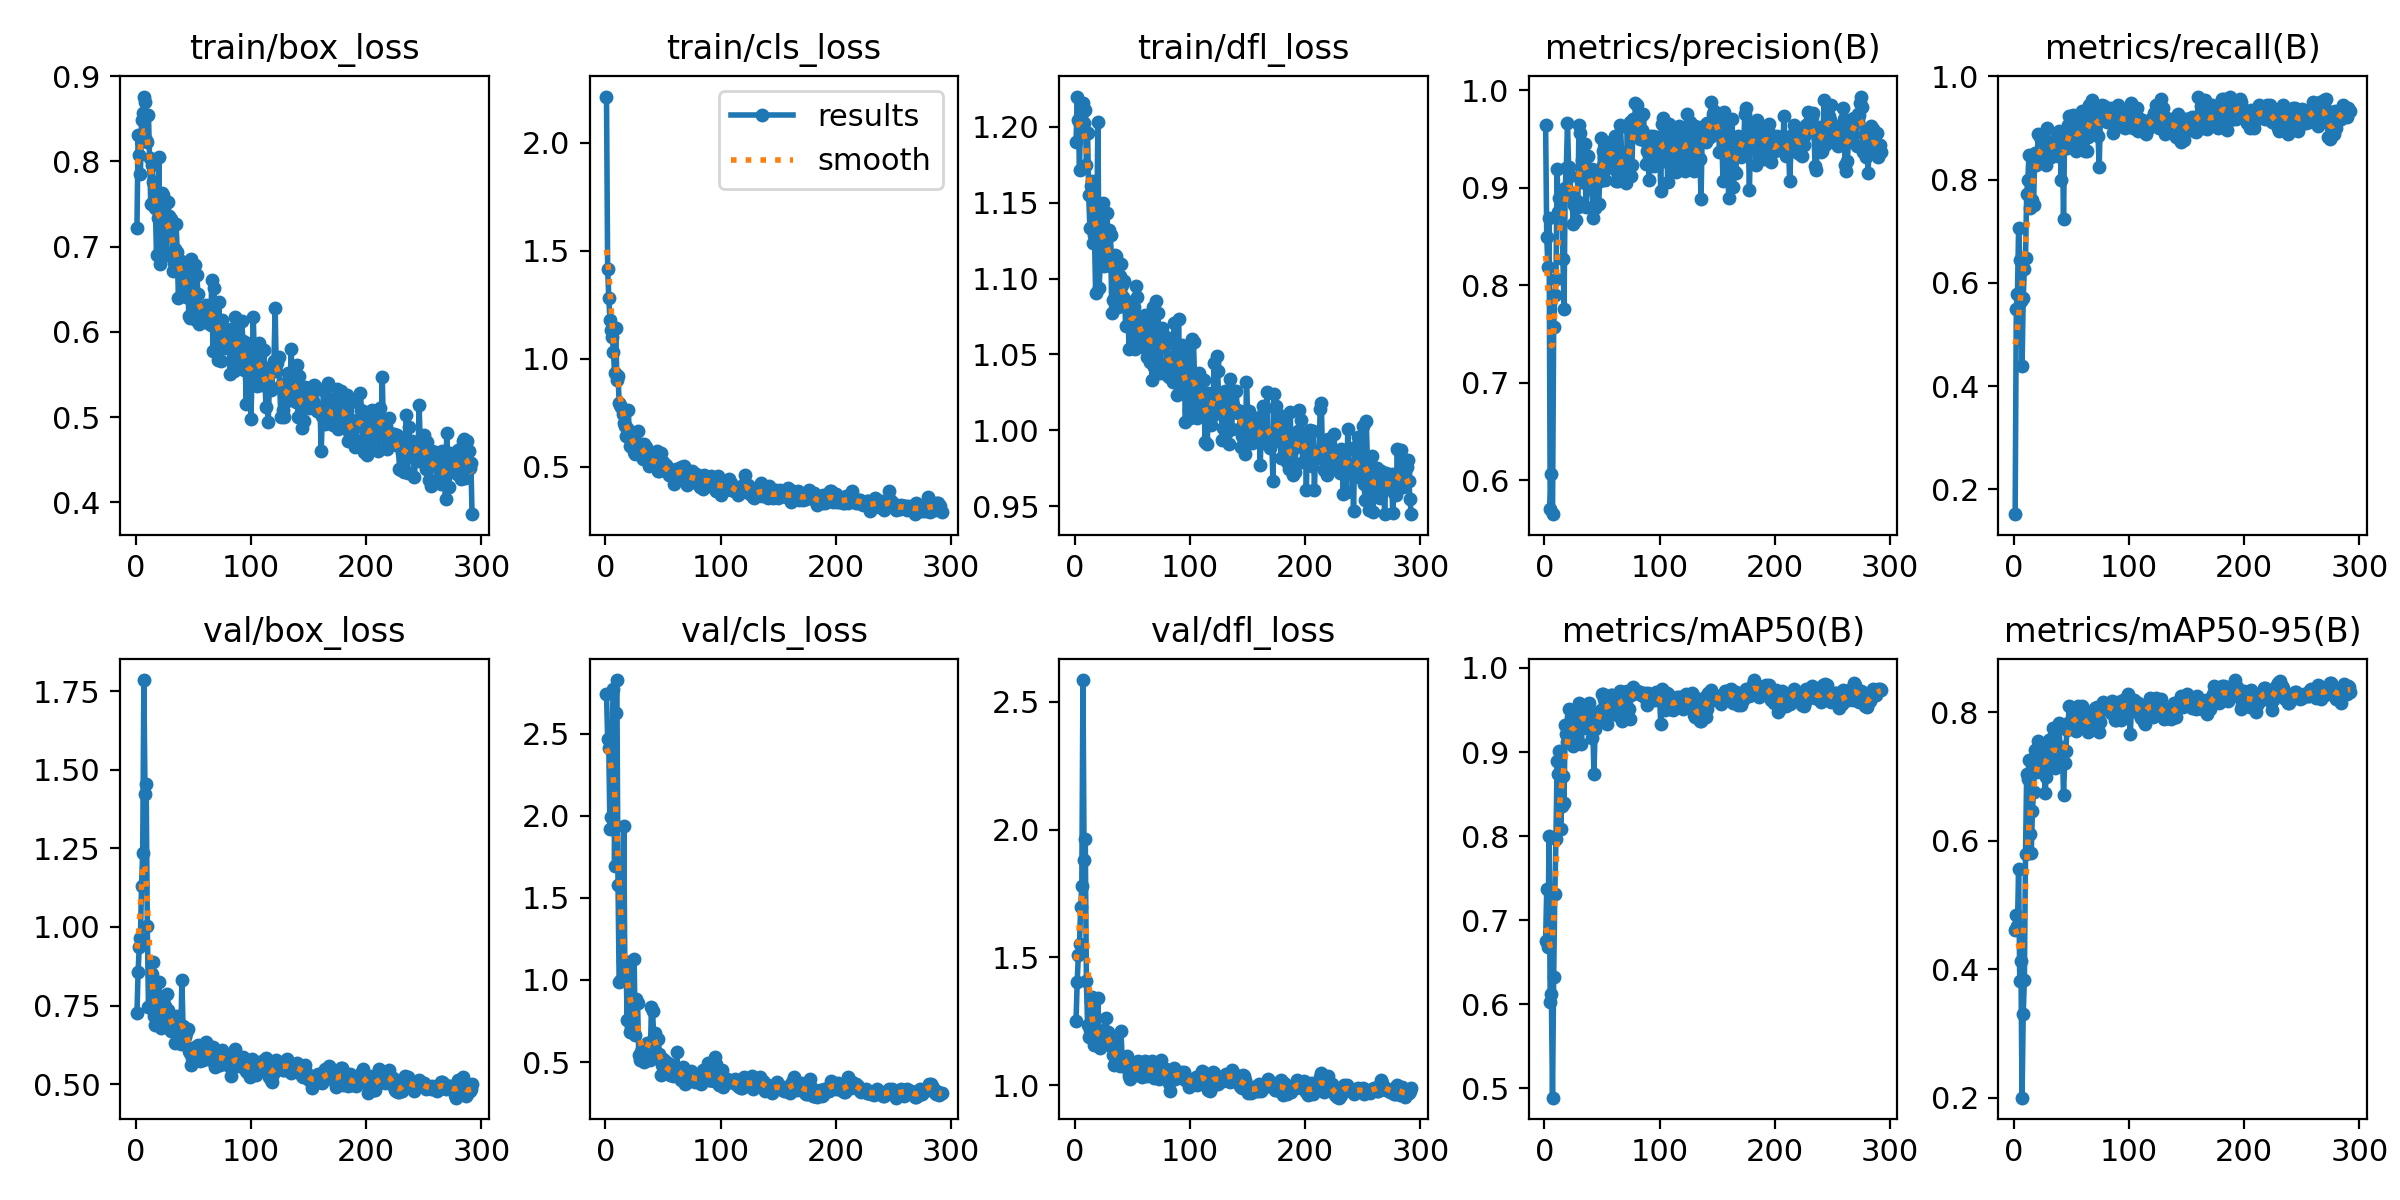 train/box_loss
0.9
0.8
0.7
0.6
0.5
0.4
0 100 200 300
train/cls_loss
results
smooth
2.0
1.5
1.0
0.5
0 100 200 300
train/dfl_loss
1.20
1.15
1.10
1.05
1.00
0.95
0 100 200 300
metrics/precision(B)
1.0
0.9
0.8
0.7
0.6
0 100 200 300
metrics/recall(B)
1.0
0.8
0.6
0.4
0.2
0 100 200 300
val/box_loss
1.75
1.50
1.25
1.00
0.75
0.50
0 100 200 300
val/cls_loss
2.5
2.0
1.5
1.0
0.5
0 100 200 300
val/dfl_loss
2.5
2.0
1.5
1.0
0 100 200 300
metrics/mAP50(B)
1.0
0.9
0.8
0.7
0.6
0.5
0 100 200 300
metrics/mAP50-95(B)
0.8
0.6
0.4
0.2
0 100 200 300